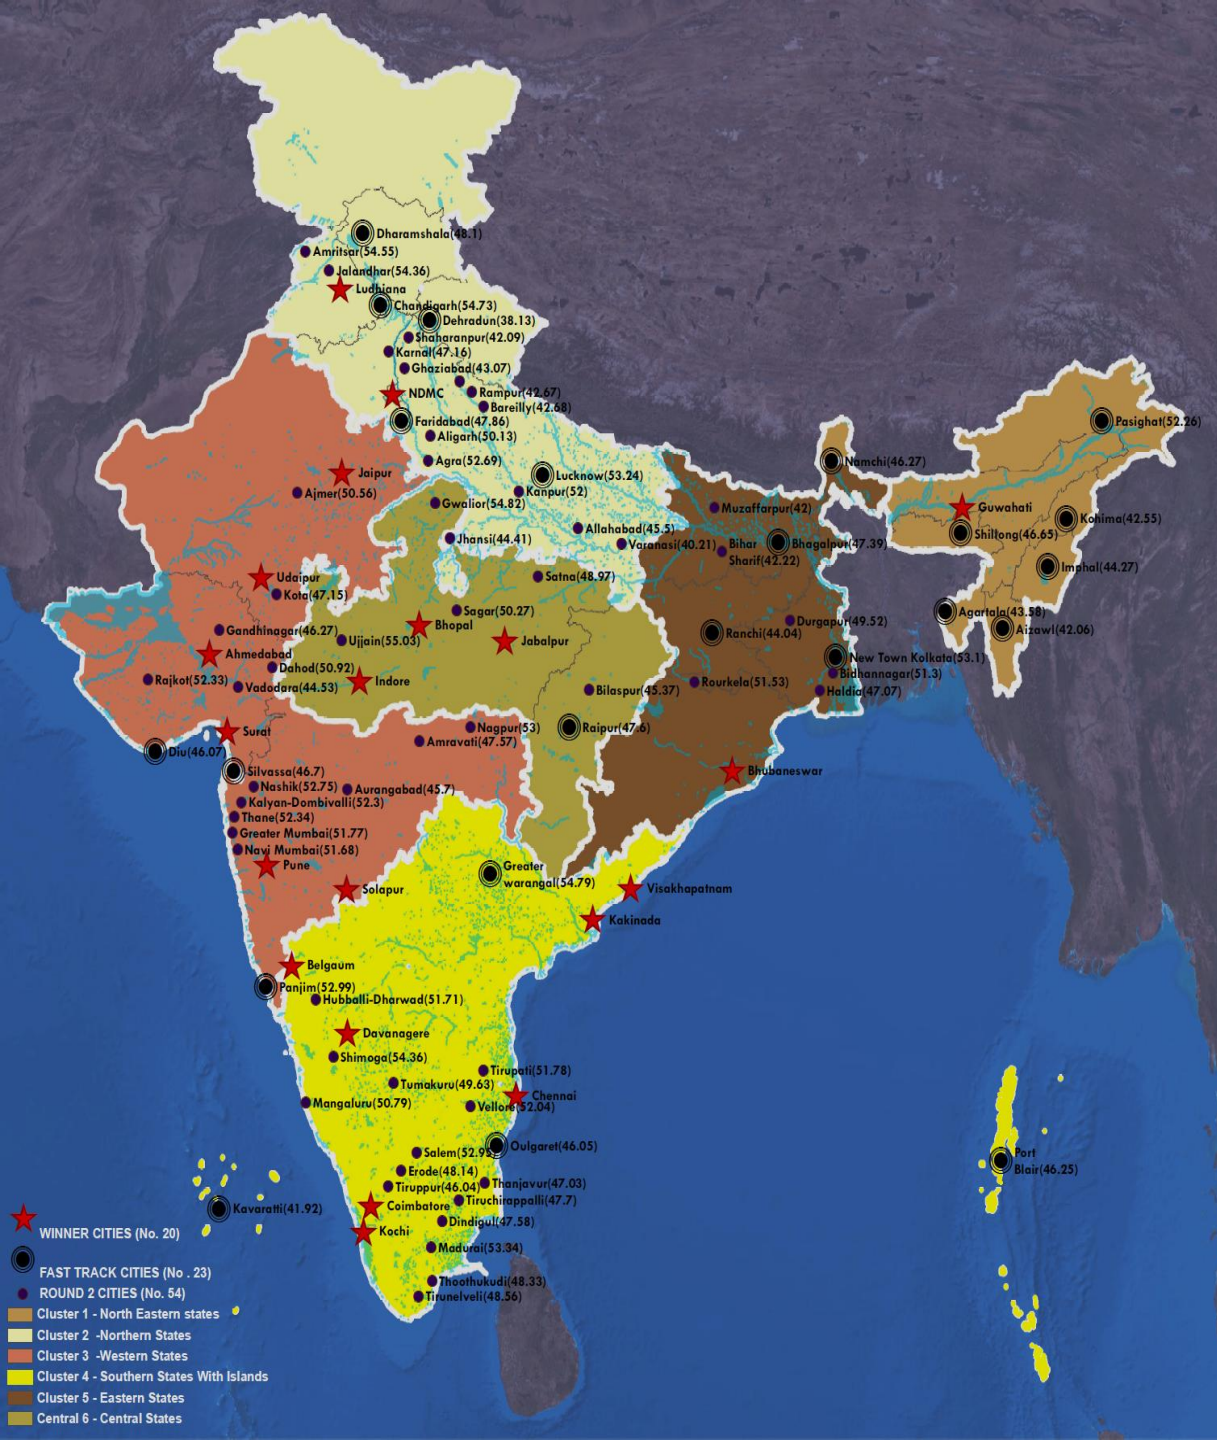 Dharamshala(48.1)
Amritsar(54.55)
Jalandhar(54.36)
Ludhiana
Chandigarh(54.73)
Dehradun(38.13)
Shaharanpur(42.09)
Karnal(47.16)
Ghaziabad(43.07)
NDMC
Rampur(42.67)
Bareilly(42.68)
Faridabad(47.86)
Pasighat(52.26)
Aligarh(50.13)
Agra(52.69)
Namchi(46.27)
Jaipur
Lucknow(53.24)
Ajmer(50.56)
Kanpur(52)
Gwalior(54.82)
Muzaffarpur(42)
Guwahati
Kohima(42.55)
Allahabad(45.5)
Shillong(46.65)
Jhansi(44.41)
Varanasi(40.21)
Bihar
Sharif(42.22)
Bhagalpur(47.39)
Imphal(44.27)
Udaipur
Satna(48.97)
Kota(47.15)
Sagar(50.27)
Agartala(43.58)
Gandhinagar(46.27)
Bhopal
Durgapur(49.52)
Aizawl(42.06)
Ujjain(55.03)
Jabalpur
Ranchi(44.04)
Ahmedabad
New Town Kolkata(53.1)
Dahod(50.92)
Bidhannagar(51.3)
Rajkot(52.33)
Vadodara(44.53)
Indore
Rourkela(51.53)
Bilaspur(45.37)
Haldia(47.07)
Surat
Nagpur(53)
Raipur(47.6)
Amravati(47.57)
Diu(46.07)
Silvassa(46.7)
Bhubaneswar
Nashik(52.75)
Aurangabad(45.7)
Kalyan-Dombivalli(52.3)
Thane(52.34)
Greater Mumbai(51.77)
Navi Mumbai(51.68)
Pune
Greater
warangal(54.79)
Solapur
Visakhapatnam
Kakinada
Belgaum
Panjim(52.99)
Hubballi-Dharwad(51.71)
Davanagere
Shimoga(54.36)
Tirupati(51.78)
Tumakuru(49.63)
Chennai
Mangaluru(50.79)
Vellore(52.04)
Oulgaret(46.05)
Salem(52.95
Port
Blair(46.25)
Erode(48.14)
Thanjavur(47.03)
Tiruppur(46.04)
Tiruchirappalli(47.7)
Coimbatore
Kavaratti(41.92)
Dindigul(47.58)
Kochi
Madurai(53.34)
Thoothukudi(48.33)
Tirunelveli(48.56)
WINNER CITIES (No. 20)
FAST TRACK CITIES (No . 23)
ROUND 2 CITIES (No. 54)
Cluster 1 - North Eastern states
Cluster 2 -Northern States
Cluster 3 -Western States
Cluster 4 - Southern States With Islands
Cluster 5 - Eastern States
Central 6 - Central States